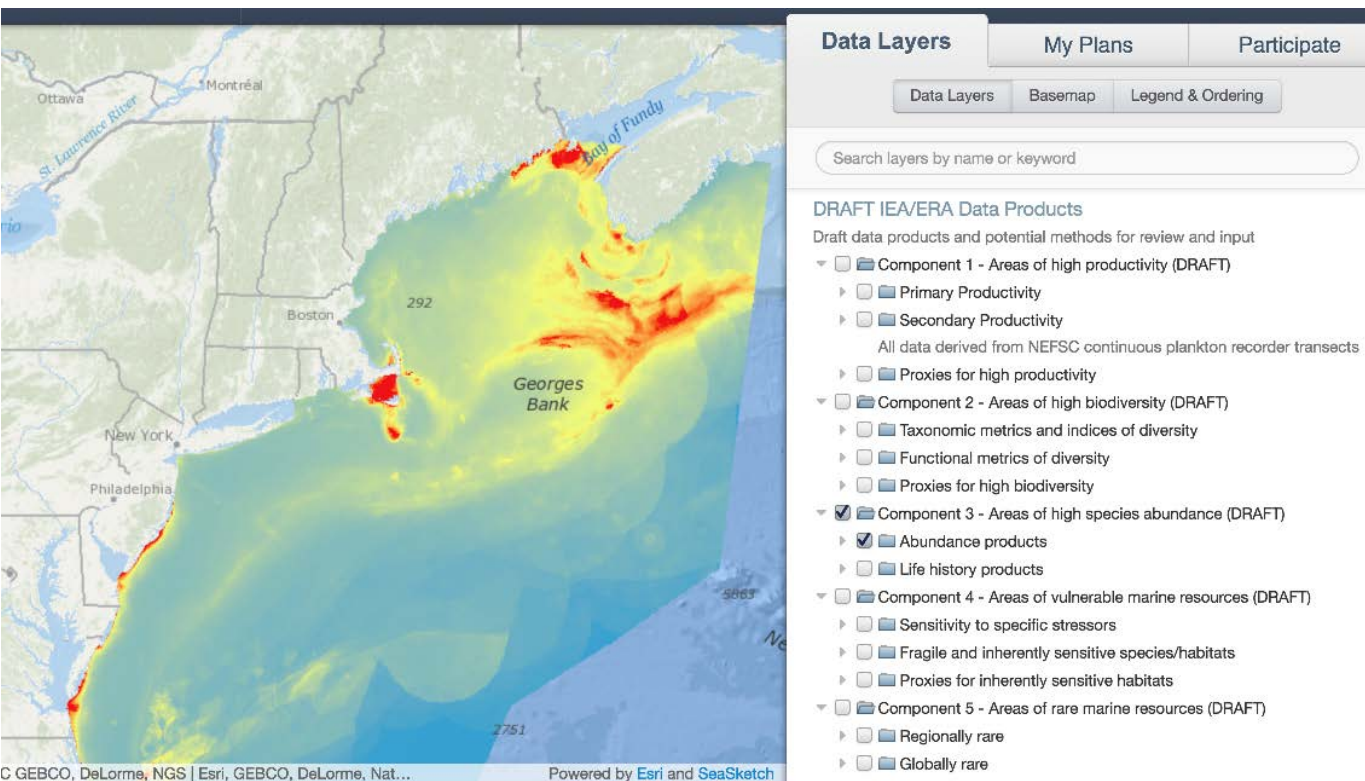 Ottawa
Montréal
St. Lawrence River
Bay of Fundy
292
Boston
Georges
Bank
New York
Philadelphia
5863
2751
C GEBCO, DeLorme, NGS | Esri, GEBCO, DeLorme, Nat...
Powered by Esri and SeaSketch
Data Layers
My Plans
Participate
Data Layers
Basemap
Legend & Ordering
Search layers by name or keyword
DRAFT IEA/ERA Data Products
Draft data products and potential methods for review and input
Component 1 - Areas of high productivity (DRAFT)
Primary Productivity
Secondary Productivity
All data derived from NEFSC continuous plankton recorder transects
Proxies for high productivity
Component 2 - Areas of high biodiversity (DRAFT)
Taxonomic metrics and indices of diversity
Functional metrics of diversity
Proxies for high biodiversity
Component 3 - Areas of high species abundance (DRAFT)
Abundance products
Life history products
Component 4 - Areas of vulnerable marine resources (DRAFT)
Sensitivity to specific stressors
Fragile and inherently sensitive species/habitats
Proxies for inherently sensitive habitats
Component 5 - Areas of rare marine resources (DRAFT)
Regionally rare
Globally rare